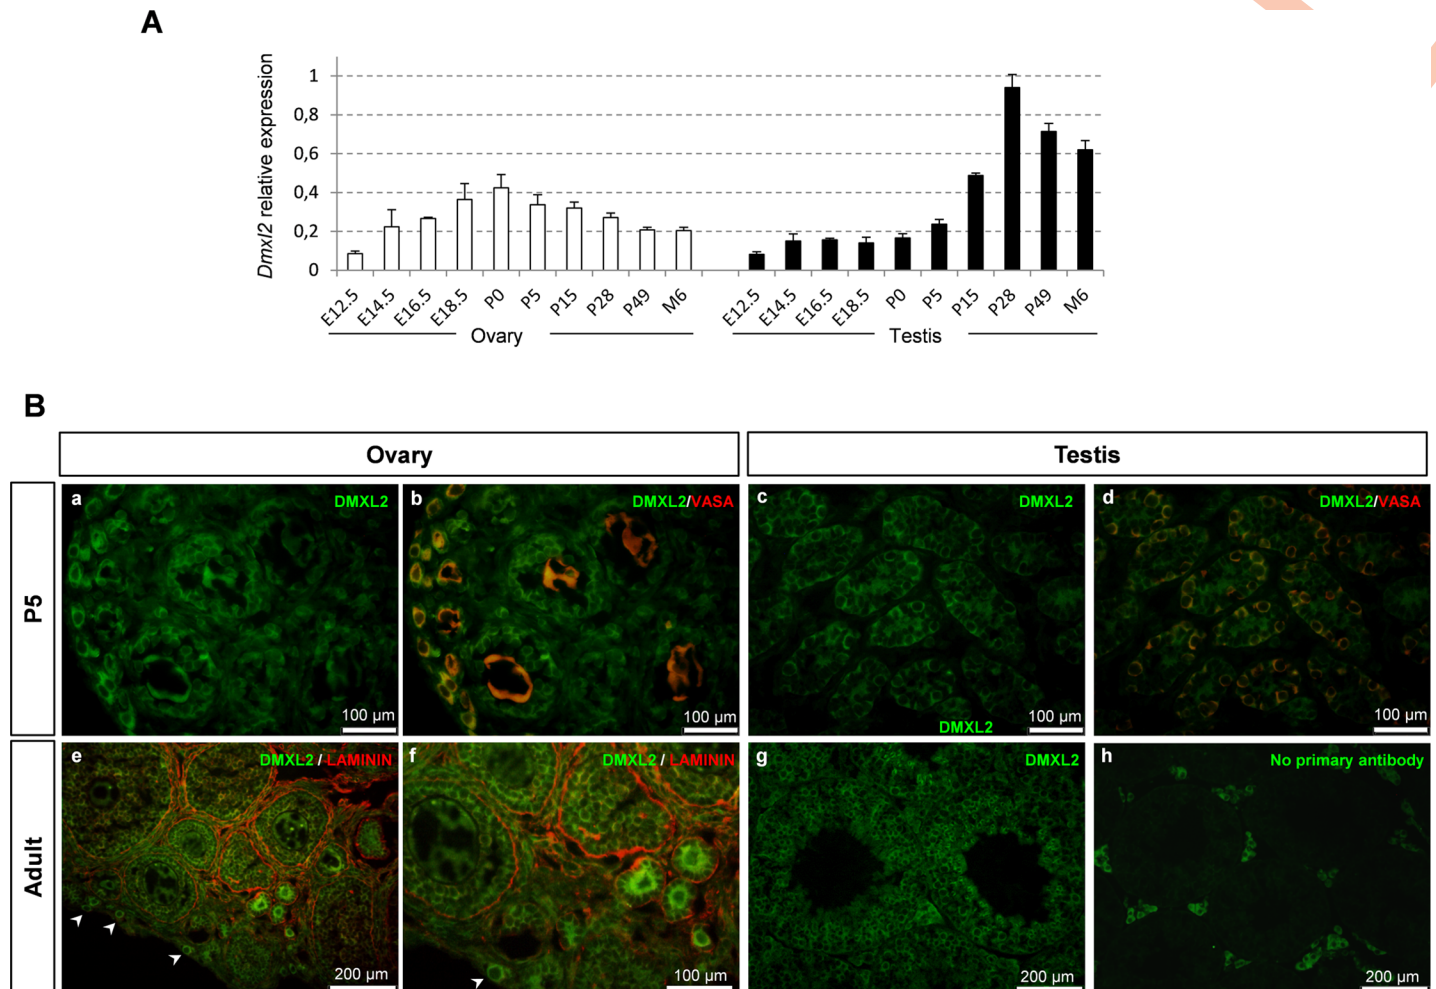 A
Dmxl2 relative expression
1
0,8
0,6
0,4
0,2
0
E12.5 E14.5 E16.5 E18.5 P0 P5 P15 P28 P49 M6 E12.5 E14.5 E16.5 E18.5 P0 P5 P15 P28 P49 M6
Ovary Testis
B
Ovary Testis
P5
a DMXL2
b DMXL2/VASA
c DMXL2
d DMXL2/VASA
100 µm
100 µm
DMXL2 100 µm
100 µm
Adult
e DMXL2 / LAMININ
f DMXL2 / LAMININ
g DMXL2
h No primary antibody
200 µm
100 µm
200 µm
200 µm